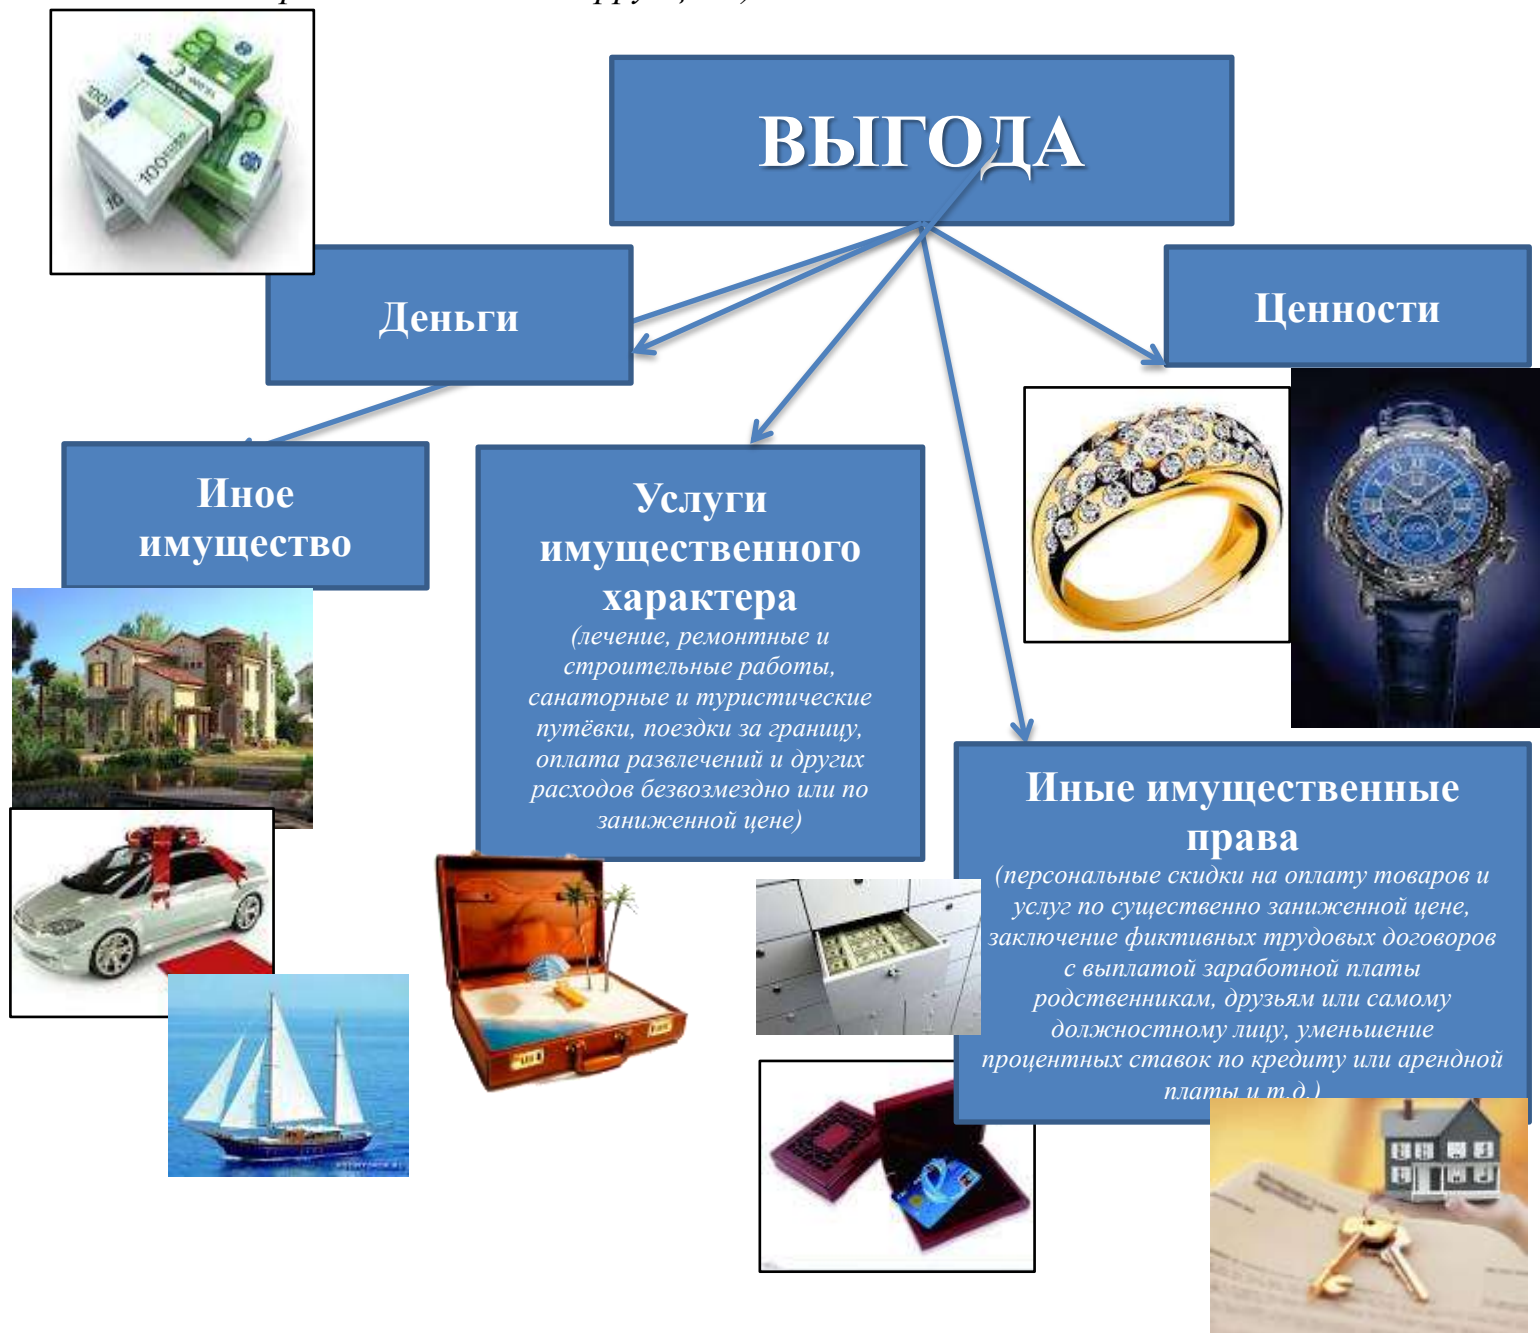 ВЫГОДА
Деньги
Ценности
Иное
имущество
Услуги
имущественного
характера
(лечение, ремонтные и
строительные работы,
санаторные и туристические
путёвки, поездки за границу,
оплата развлечений и других
расходов безвозмездно или по
заниженной цене)
Иные имущественные
права
(персональные скидки на оплату товаров и
услуг по существенно заниженной цене,
заключение фиктивных трудовых договоров
с выплатой заработной платы
родственникам, друзьям или самому
должностному лицу, уменьшение
процентных ставок по кредиту или арендной
платы и т.д.)
100
100